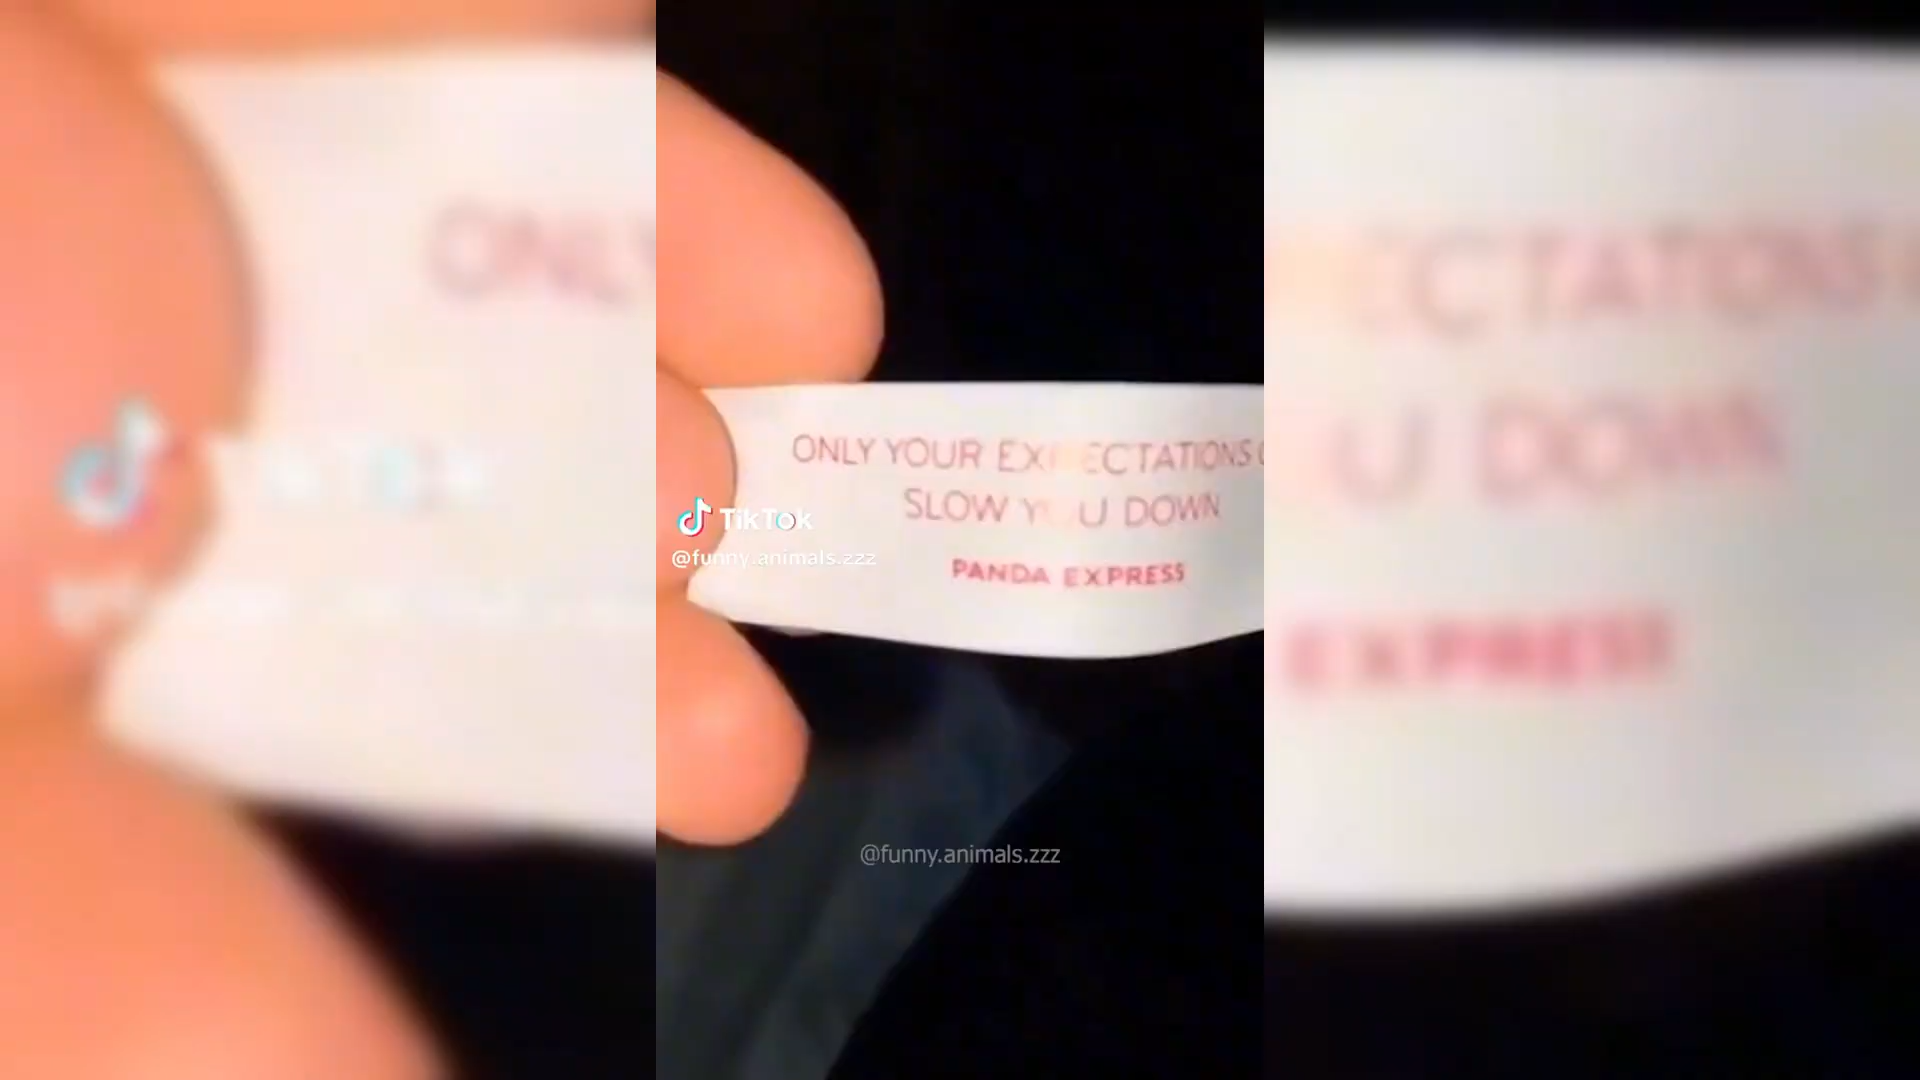 ONLY YOUR EXPECTATIONS
SLOW YOU DOWN
PANDA EXPRESS
TikTok
@funny.animals.zzz
@funny.animals.zzz